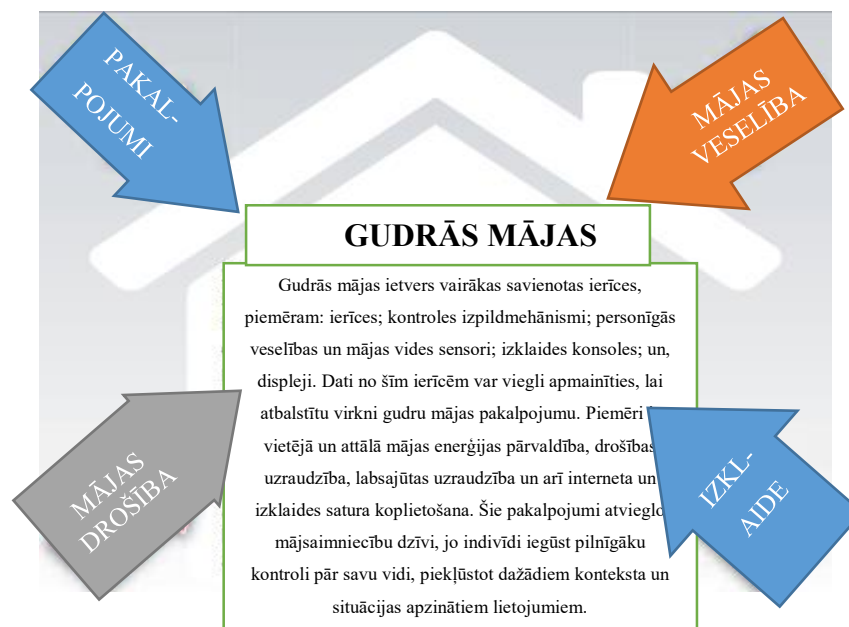 PAKAL-
POJUMI
MĀJAS
VESELĪBA
GUDRĀS MĀJAS
Gudrās mājas ietvers vairākas savienotas ierīces,
piemēram: ierīces; kontroles izpildmehānismi; personīgās
veselības un mājas vides sensori; izklaides konsoles; un,
displeji. Dati no šīm ierīcēm var viegli apmainīties, lai
atbalstītu virkni gudru mājas pakalpojumu. Piemēri
vietējā un attālā mājas enerģijas pārvaldība, drošības
uzraudzība, labsajūtas uzraudzība un arī interneta un
izklaides satura koplietošana. Šie pakalpojumi atvieglo
mājsaimniecību dzīvi, jo indivīdi iegūst pilnīgāku
kontroli pār savu vidi, piekļūstot dažādiem konteksta un
situācijas apzinātiem lietojumiem.
MĀJAS
DROŠĪBA
IZKL-
AIDE